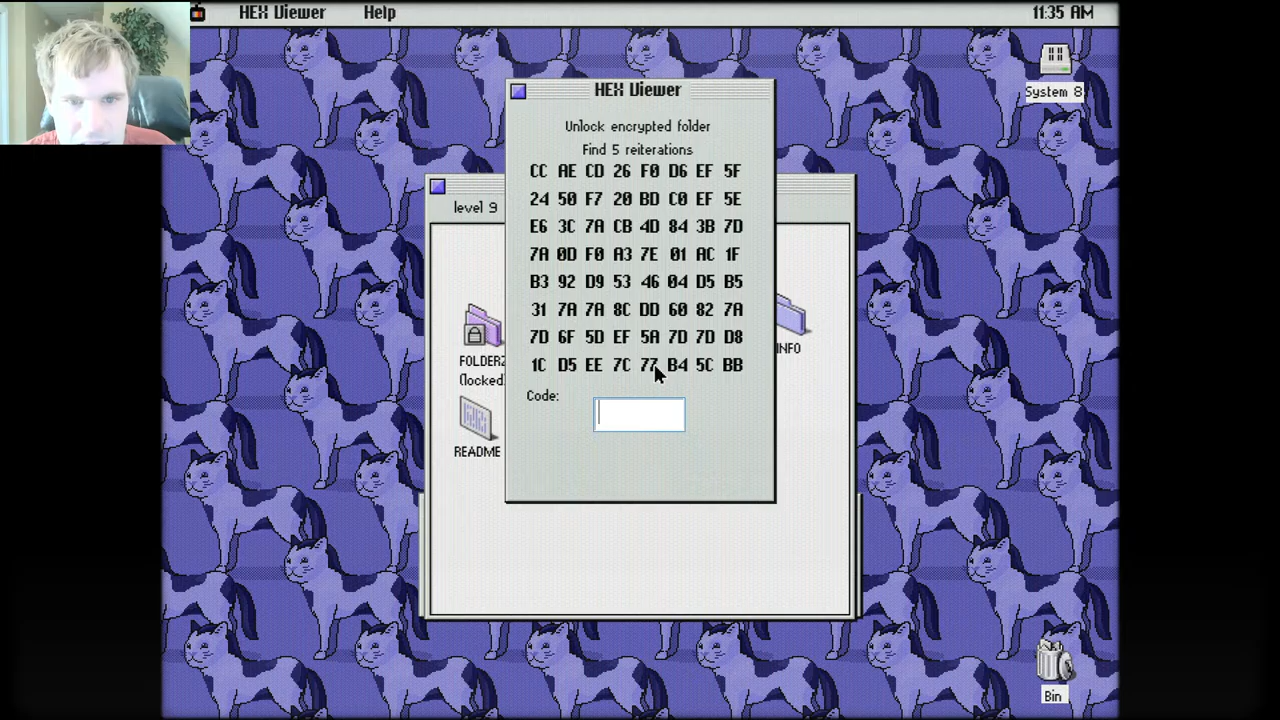 HEX Viewer Help 11:35 AM
System 8
HEX Viewer
Unlock encrypted folder
Find 5 reiterations
CC AE CD 26 F0 D6 EF 5F
24 50 F7 20 BD C0 EF 5E
E6 3C 7A CB 4D 84 3B 7D
7A 0D F0 A3 7E 01 AC 1F
B3 92 D9 53 46 04 D5 B5
31 7A 7A 8C DD 60 82 7A
7D 6F 5D EF 5A 7D 7D D8
1C D5 EE 7C 77 B4 5C BB
Code:
level 9
FOLDER2
(locked)
INFO
README
Bin